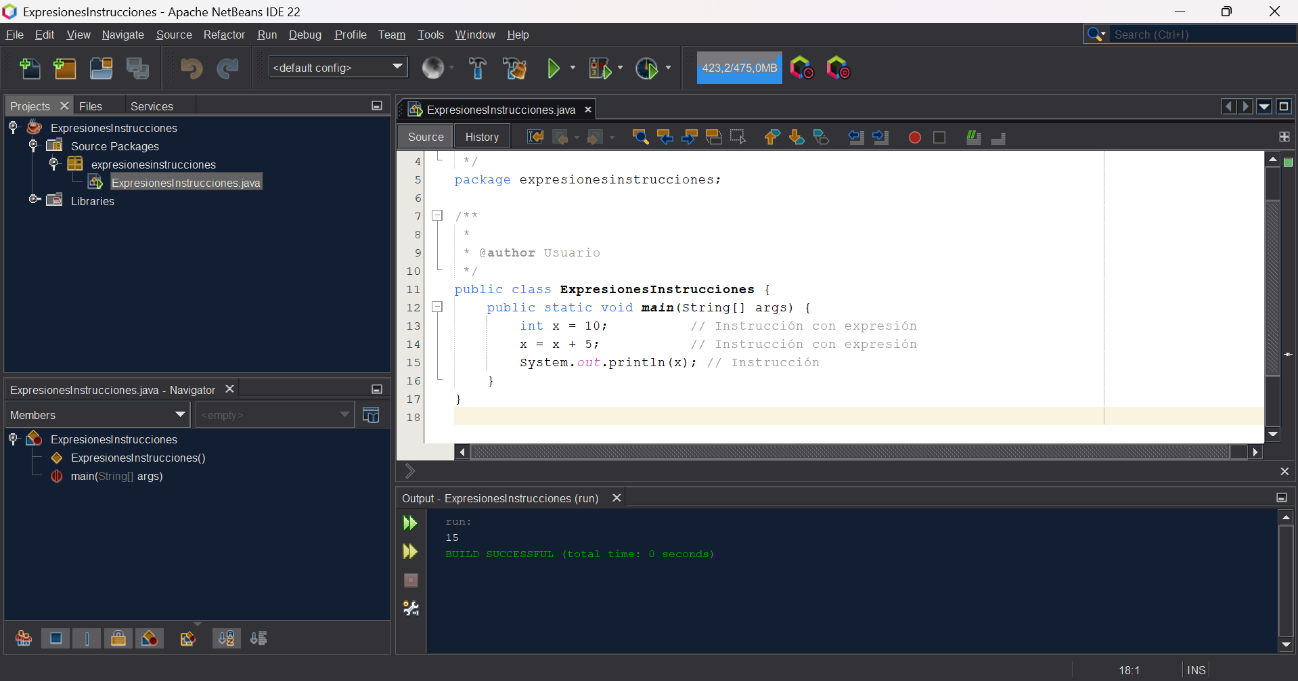 ExpresionesInstrucciones - Apache NetBeans IDE 22
File Edit View Navigate Source Refactor Run Debug Profile Team Tools Window Help
Search (Ctrl+I)
<default config>
423,2/475,0MB
Projects Files Services
ExpresionesInstrucciones
Source Packages
expresionesinstrucciones
ExpresionesInstrucciones.java
Libraries
ExpresionesInstrucciones.java - Navigator
Members <empty>
ExpresionesInstrucciones
ExpresionesInstrucciones()
main(String[] args)
ExpresionesInstrucciones.java
Source History
4 */
5 package expresionesinstrucciones;
6
7 /**
8 *
9 * @author Usuario
10 */
11 public class ExpresionesInstrucciones {
12 public static void main(String[] args) {
13 int x = 10; // Instrucción con expresión
14 x = x + 5; // Instrucción con expresión
15 System.out.println(x); // Instrucción
16 }
17 }
18
Output - ExpresionesInstrucciones (run)
run:
15
BUILD SUCCESSFUL (total time: 0 seconds)
18:1 INS